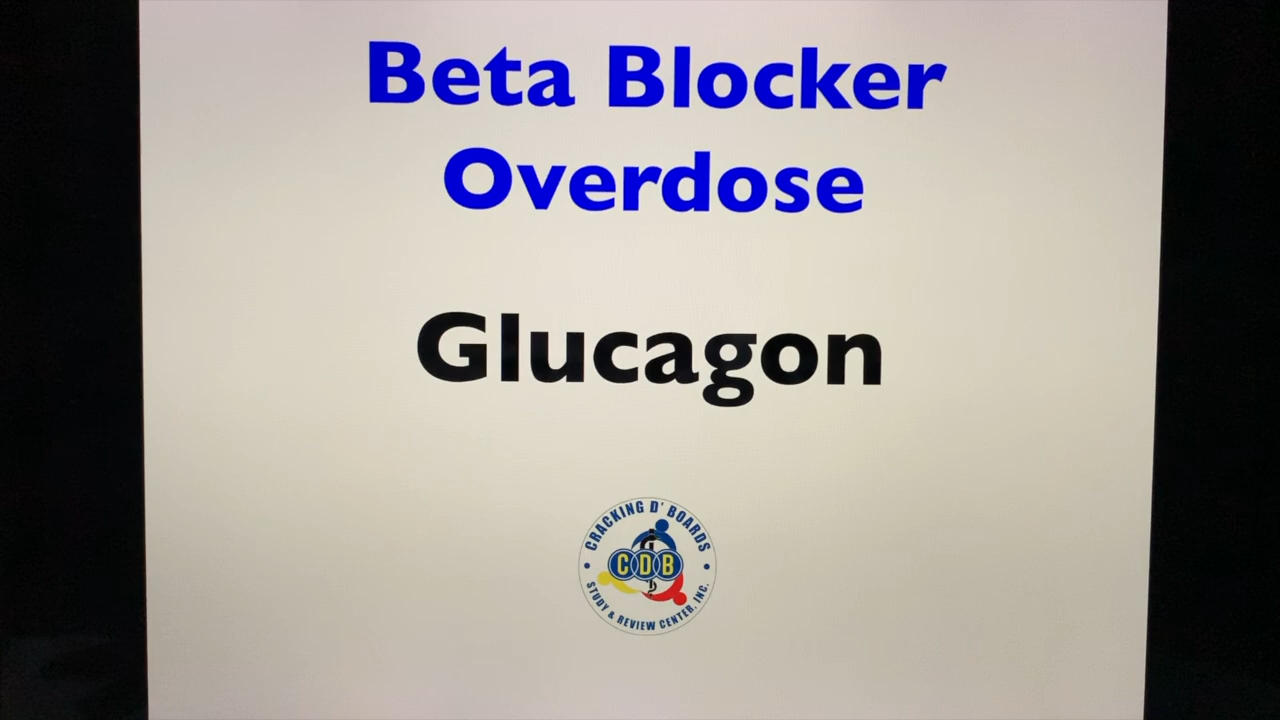 Beta Blocker
Overdose
Glucagon
CRACKING D' BOARDS
CDB
STUDY & REVIEW CENTER, INC.